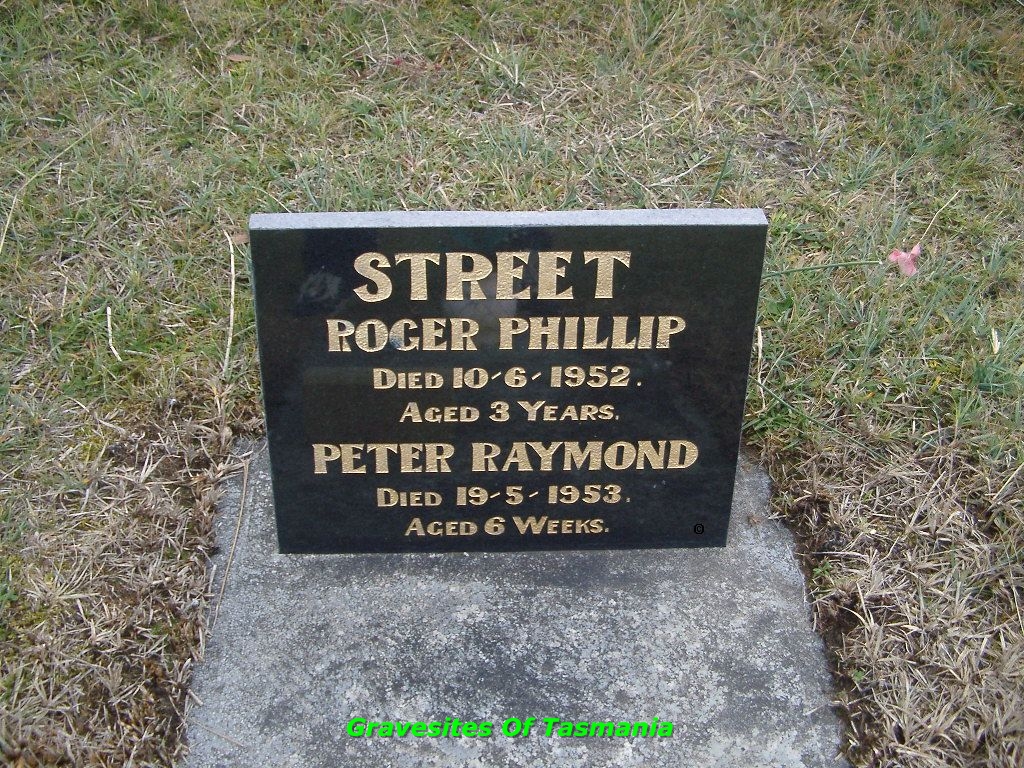 STREET
ROGER PHILLIP
DIED 10-6-1952.
AGED 3 YEARS.
PETER RAYMOND
DIED 19-5-1953.
AGED 6 WEEKS.
©
Gravesites Of Tasmania